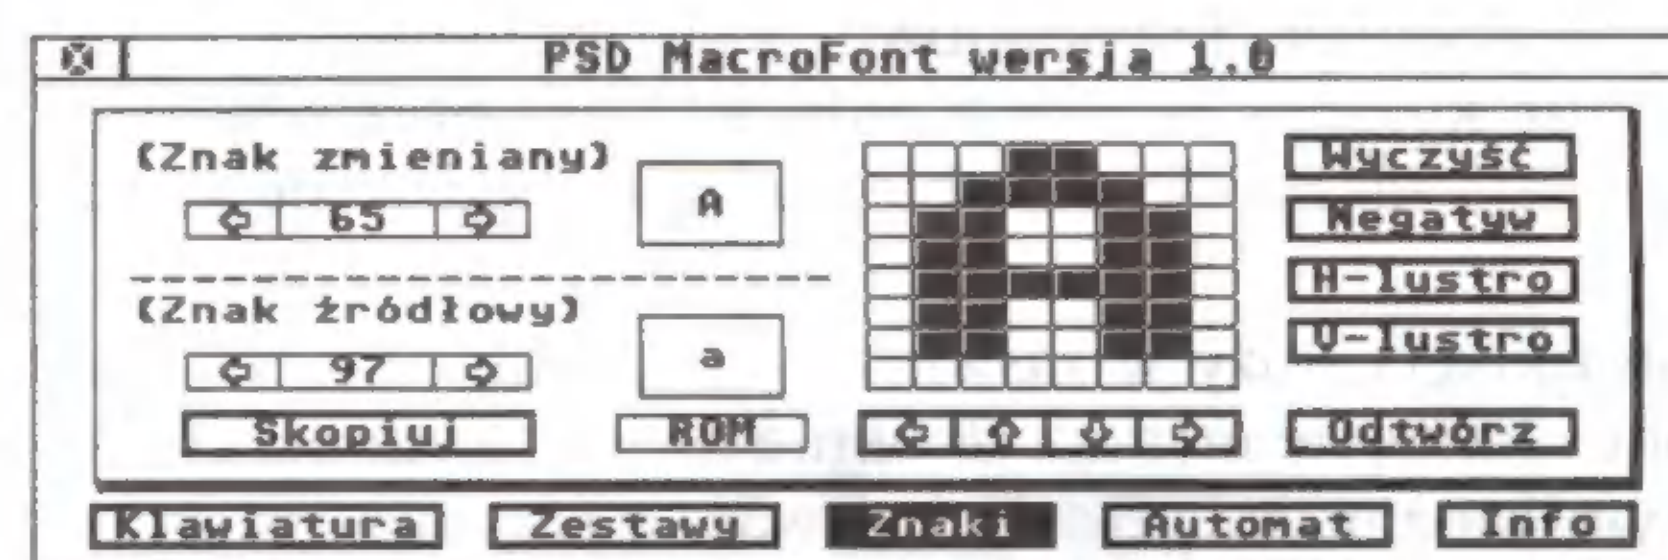 PSD MacroFont wersja 1.0
(Znak zmieniany)
65
A
Wyczyść
Negatyw
H-lustro
V-lustro
(Znak źródłowy)
97
a
Skopiuj
ROM
Odtwórz
Klawiatura Zestawy Znaki Automat Info